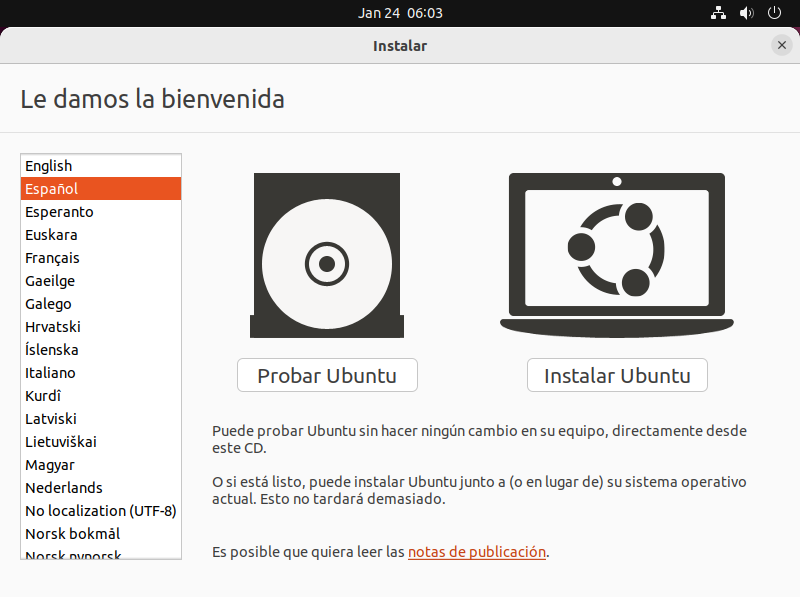 Jan 24 06:03
Instalar
Le damos la bienvenida
English
Español
Esperanto
Euskara
Français
Gaeilge
Galego
Hrvatski
Íslenska
Italiano
Kurdî
Latviski
Lietuviškai
Magyar
Nederlands
No localization (UTF-8)
Norsk bokmål
Norsk nynorsk
Probar Ubuntu
Instalar Ubuntu
Puede probar Ubuntu sin hacer ningún cambio en su equipo, directamente desde
este CD.
O si está listo, puede instalar Ubuntu junto a (o en lugar de) su sistema operativo
actual. Esto no tardará demasiado.
Es posible que quiera leer las notas de publicación.